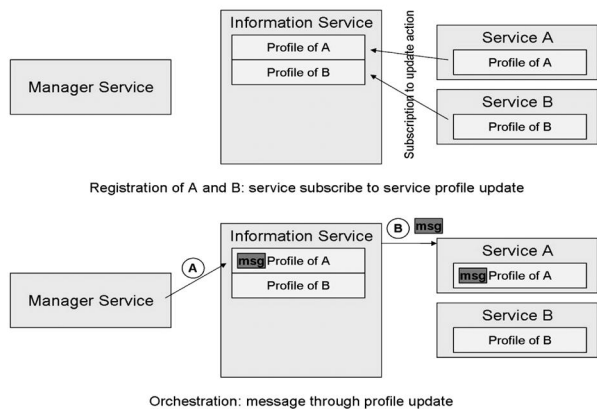 Manager Service
Information Service
Profile of A
Profile of B
Subscription to update action
Service A
Profile of A
Service B
Profile of B
Registration of A and B: service subscribe to service profile update
Manager Service
A
Information Service
msg Profile of A
Profile of B
B msg
Service A
msg Profile of A
Service B
Profile of B
Orchestration: message through profile update